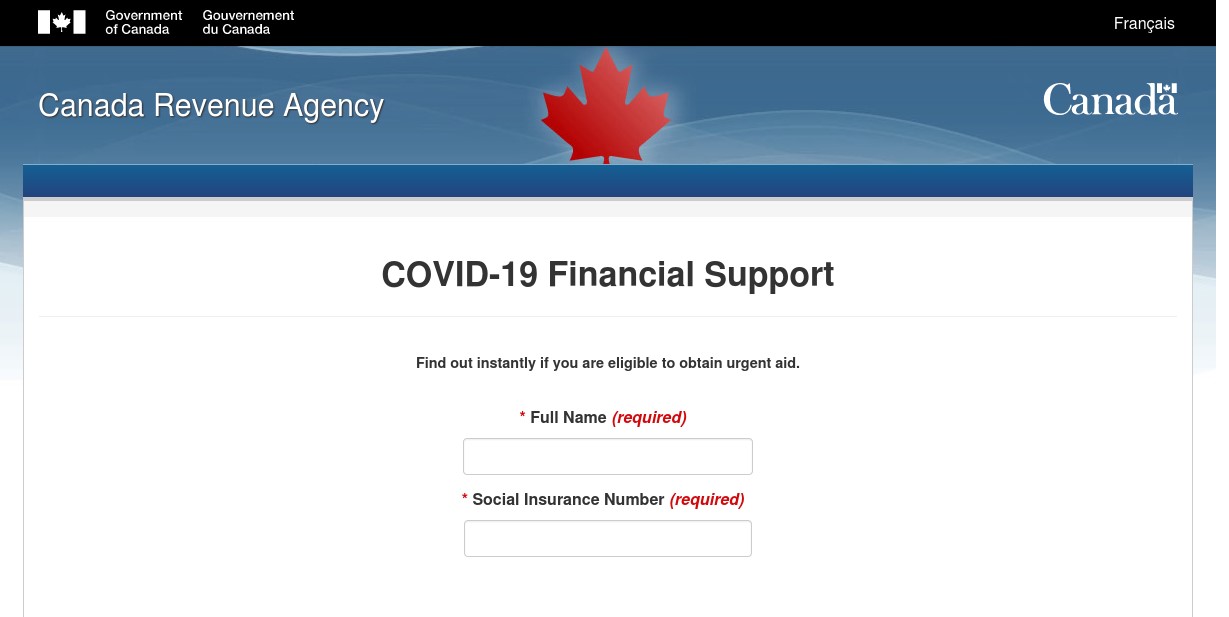 Government
of Canada
Gouvernement
du Canada
Français
Canada Revenue Agency
Canada
COVID-19 Financial Support
Find out instantly if you are eligible to obtain urgent aid.
* Full Name (required)
* Social Insurance Number (required)